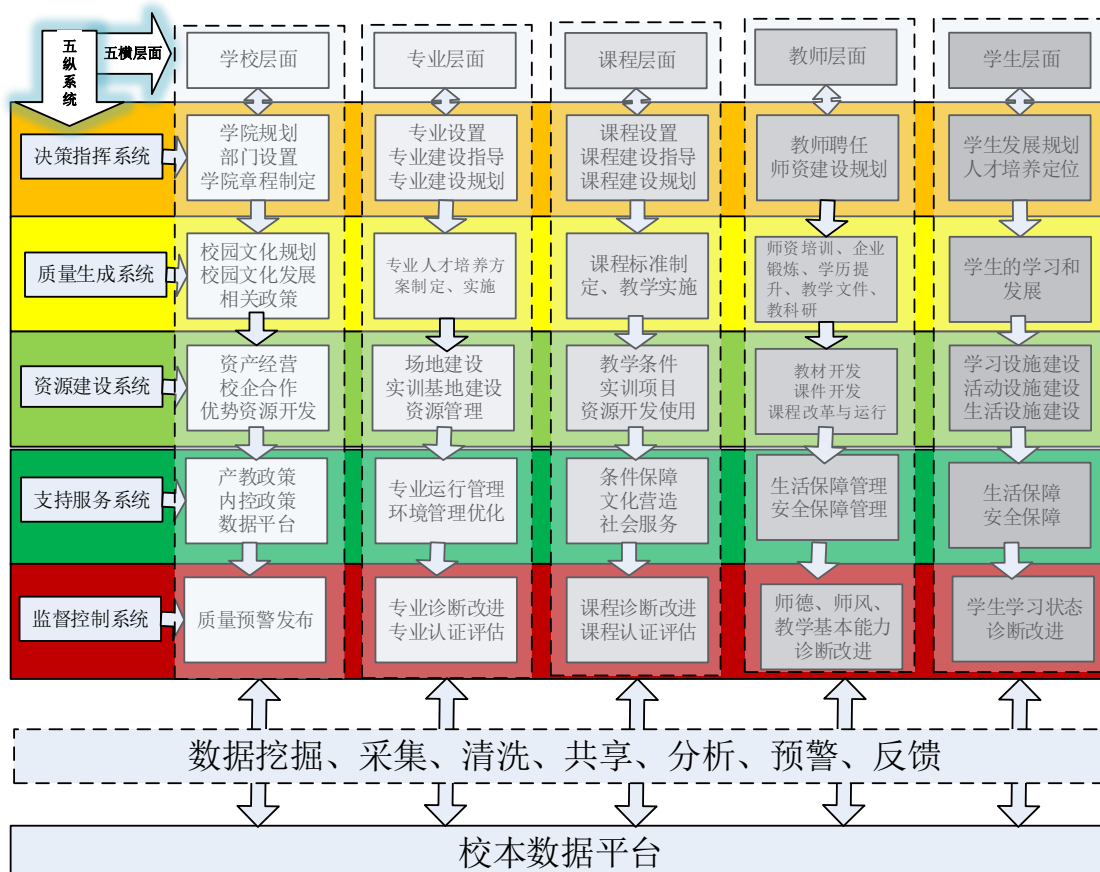 五纵系统
五横层面
学校层面
专业层面
课程层面
教师层面
学生层面
决策指挥系统
学院规划
部门设置
学院章程制定
专业设置
专业建设指导
专业建设规划
课程设置
课程建设指导
课程建设规划
教师聘任
师资建设规划
学生发展规划
人才培养定位
质量生成系统
校园文化规划
校园文化发展
相关政策
专业人才培养方
案制定、实施
课程标准制
定、教学实施
师资培训、企业
锻炼、学历提
升、教学文件、
教科研
学生的学习和
发展
资源建设系统
资产经营
校企合作
优势资源开发
场地建设
实训基地建设
资源管理
教学条件
实训项目
资源开发使用
教材开发
课件开发
课程改革与运行
学习设施建设
活动设施建设
生活设施建设
支持服务系统
产教政策
内控政策
数据平台
专业运行管理
环境管理优化
条件保障
文化营造
社会服务
生活保障管理
安全保障管理
生活保障
安全保障
监督控制系统
质量预警发布
专业诊断改进
专业认证评估
课程诊断改进
课程认证评估
师德、师风、
教学基本能力
诊断改进
学生学习状态
诊断改进
数据挖掘、采集、清洗、共享、分析、预警、反馈
校本数据平台